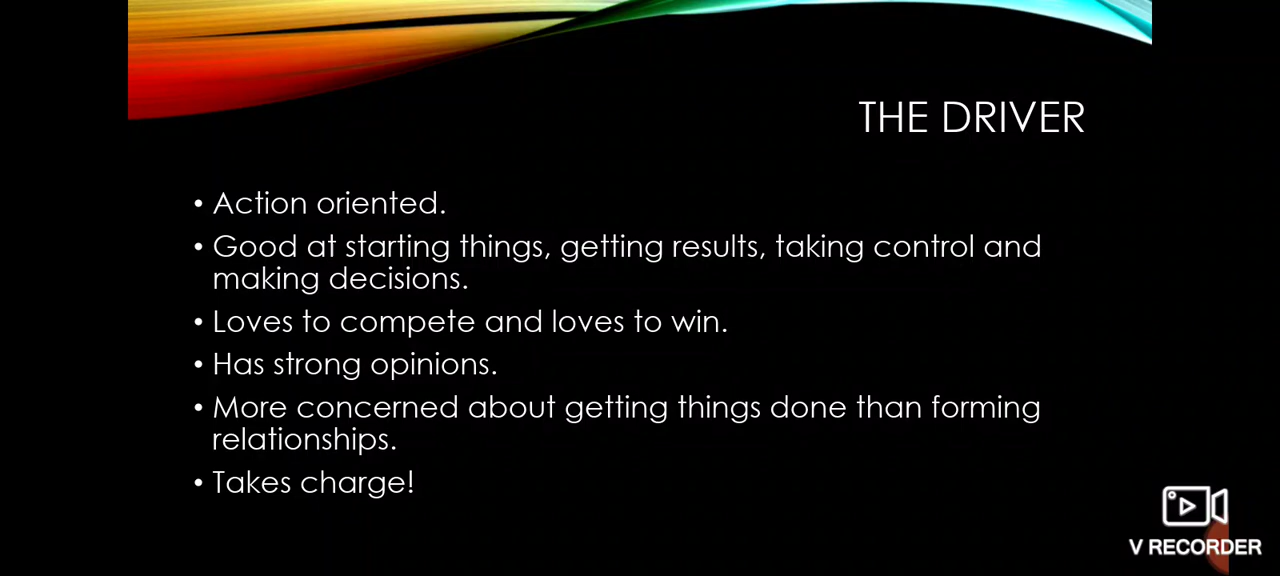 THE DRIVER
• Action oriented.
• Good at starting things, getting results, taking control and
making decisions.
• Loves to compete and loves to win.
• Has strong opinions.
• More concerned about getting things done than forming
relationships.
• Takes charge!
V RECORDER